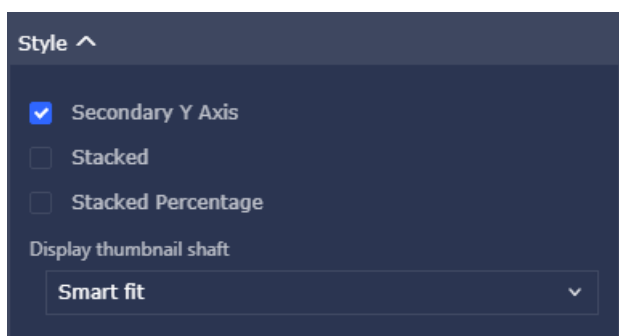 Style
Secondary Y Axis
Stacked
Stacked Percentage
Display thumbnail shaft
Smart fit